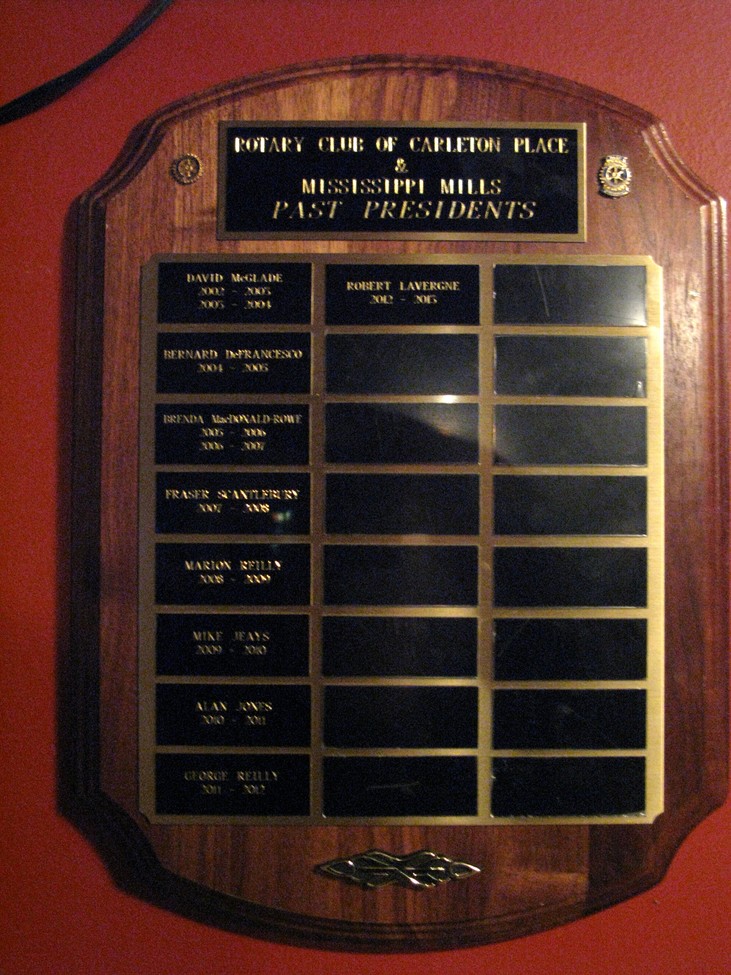 ROTARY CLUB OF CARLETON PLACE
&
MISSISSIPPI MILLS
PAST PRESIDENTS
DAVID McGLADE
2002 - 2003
2003 - 2004
BERNARD DeFRANCESCO
2004 - 2005
BRENDA MacDONALD-ROWE
2005 - 2006
2006 - 2007
FRASER SCANTLEBURY
2007 - 2008
MARION REILLY
2008 - 2009
MIKE JEAYS
2009 - 2010
ALAN JONES
2010 - 2011
GEORGE REILLY
2011 - 2012
ROBERT LAVERGNE
2012 - 2013